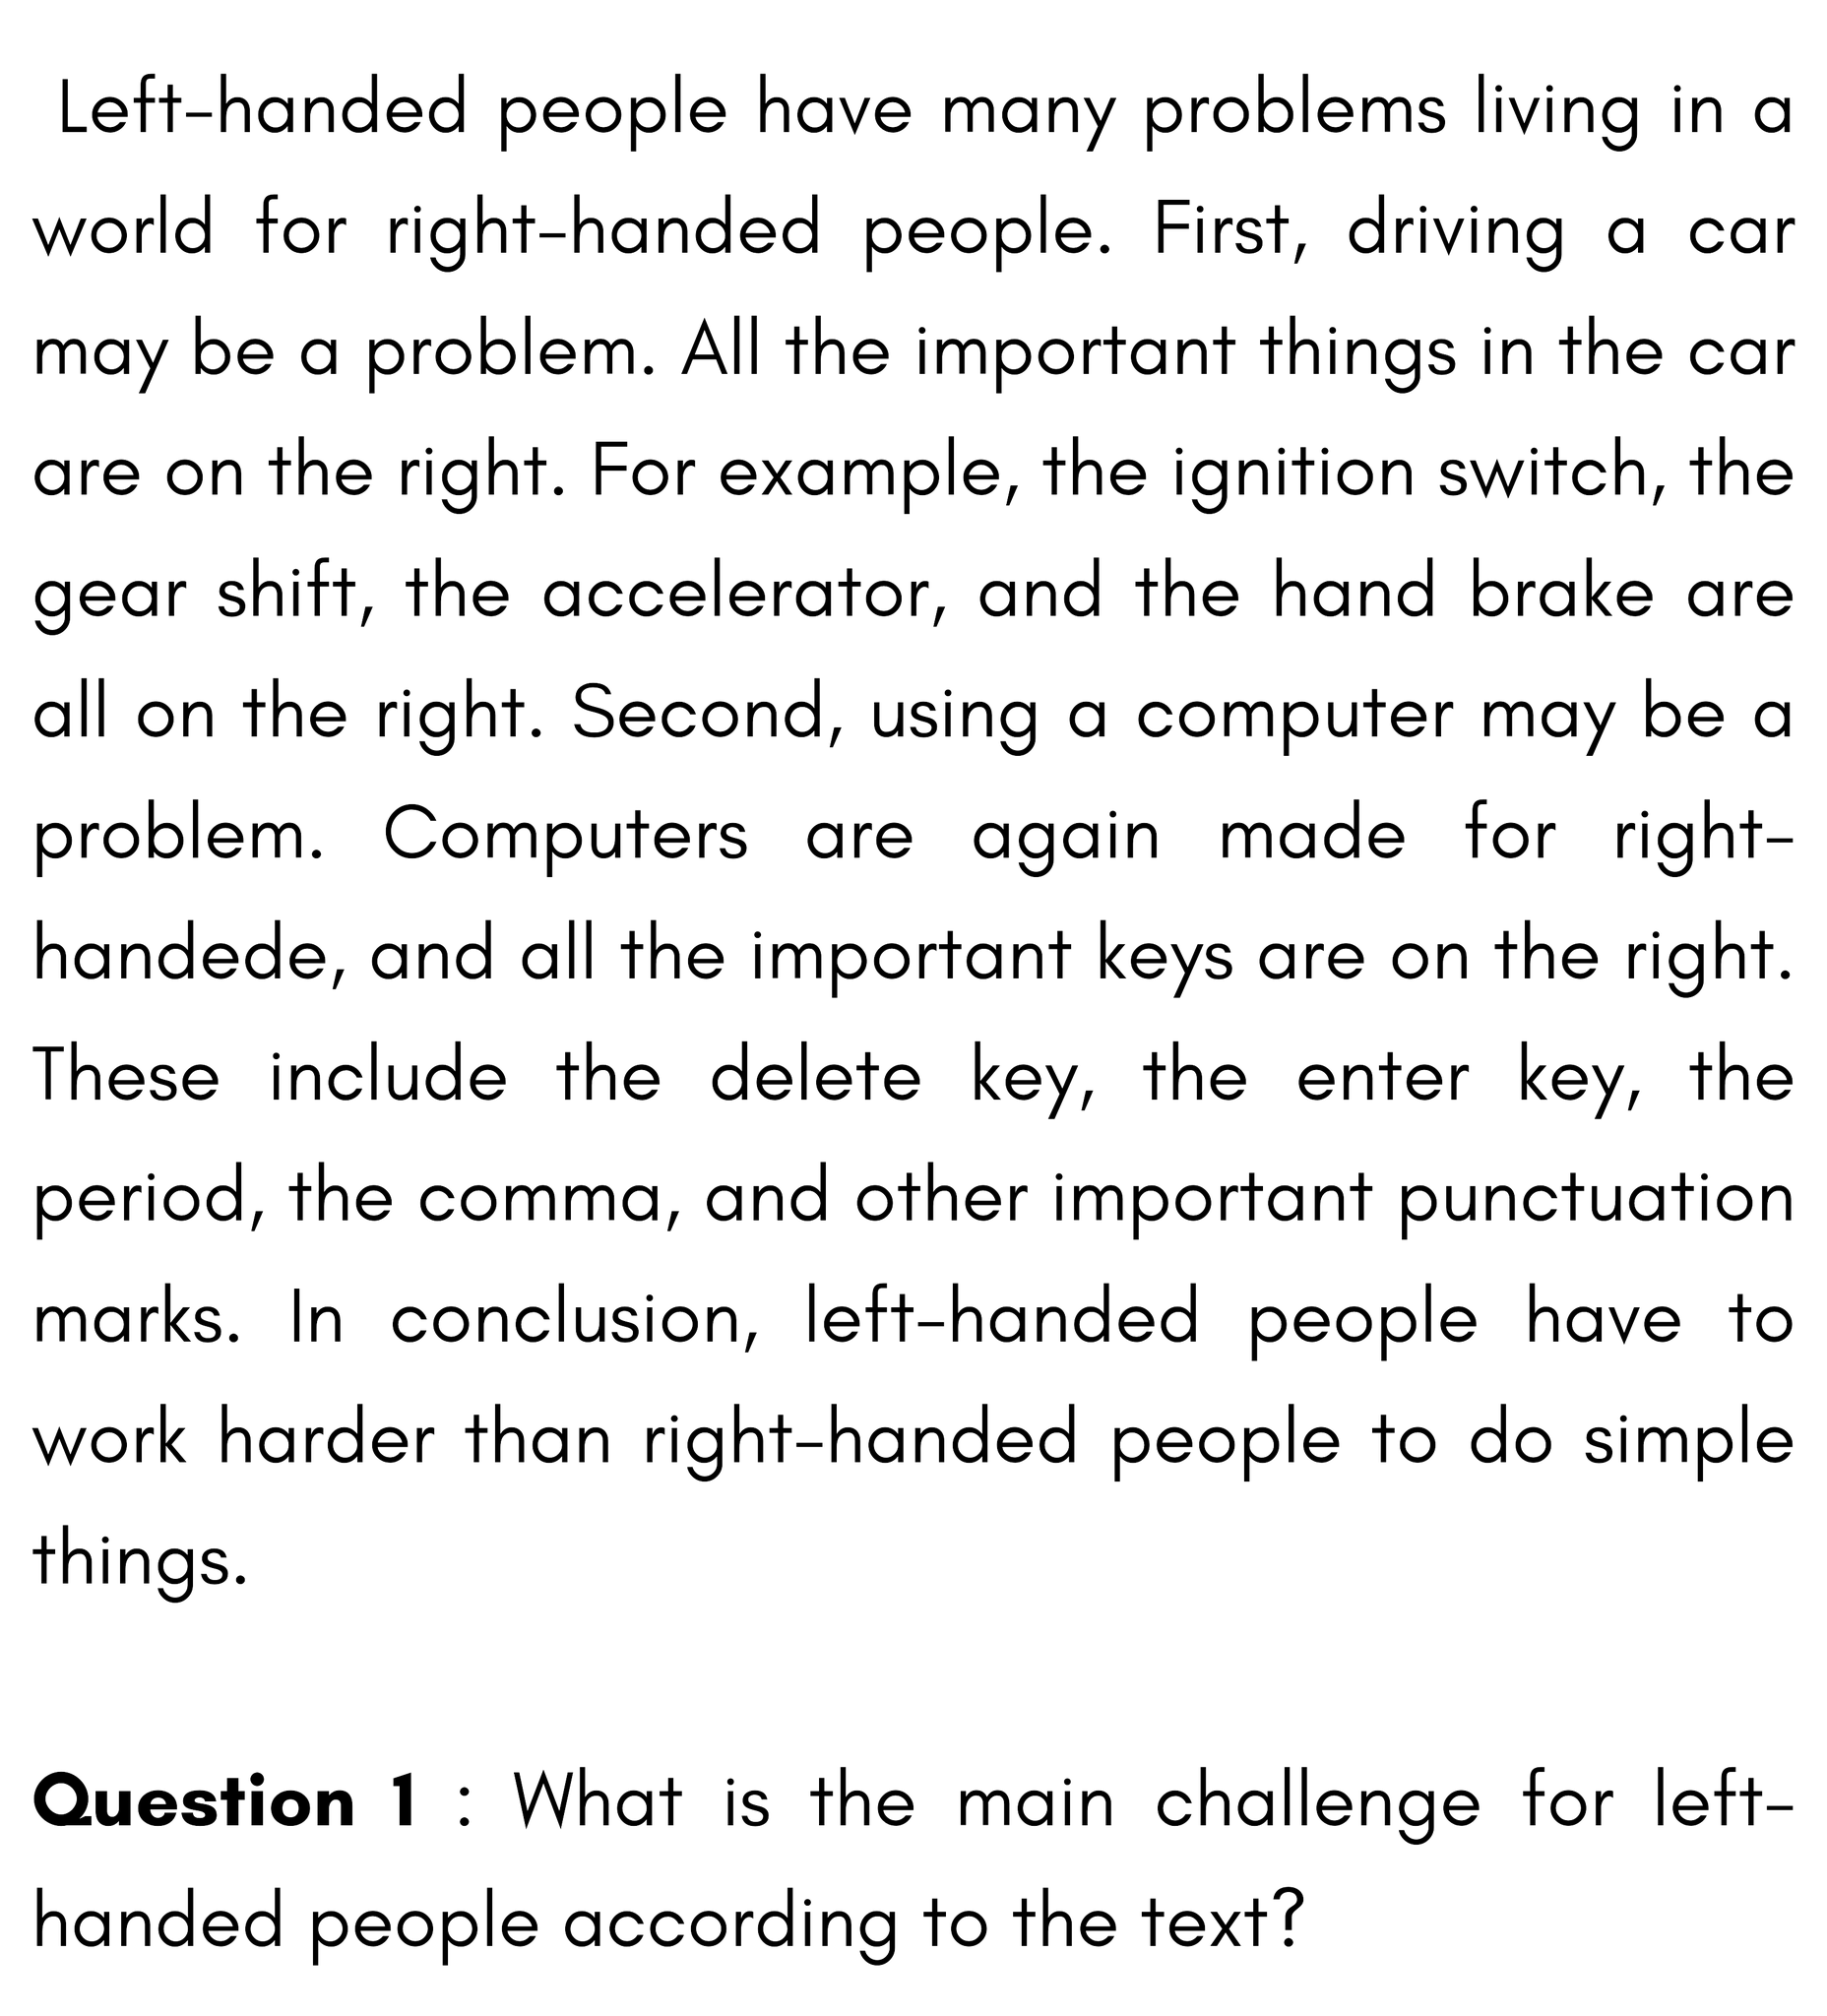 Left-handed people have many problems living in a
world for right-handed people. First, driving a car
may be a problem. All the important things in the car
are on the right. For example, the ignition switch, the
gear shift, the accelerator, and the hand brake are
all on the right. Second, using a computer may be a
problem. Computers are again made for right-
handede, and all the important keys are on the right.
These include the delete key, the enter key, the
period, the comma, and other important punctuation
marks. In conclusion, left-handed people have to
work harder than right-handed people to do simple
things.
Question 1 : What is the main challenge for left-
handed people according to the text?